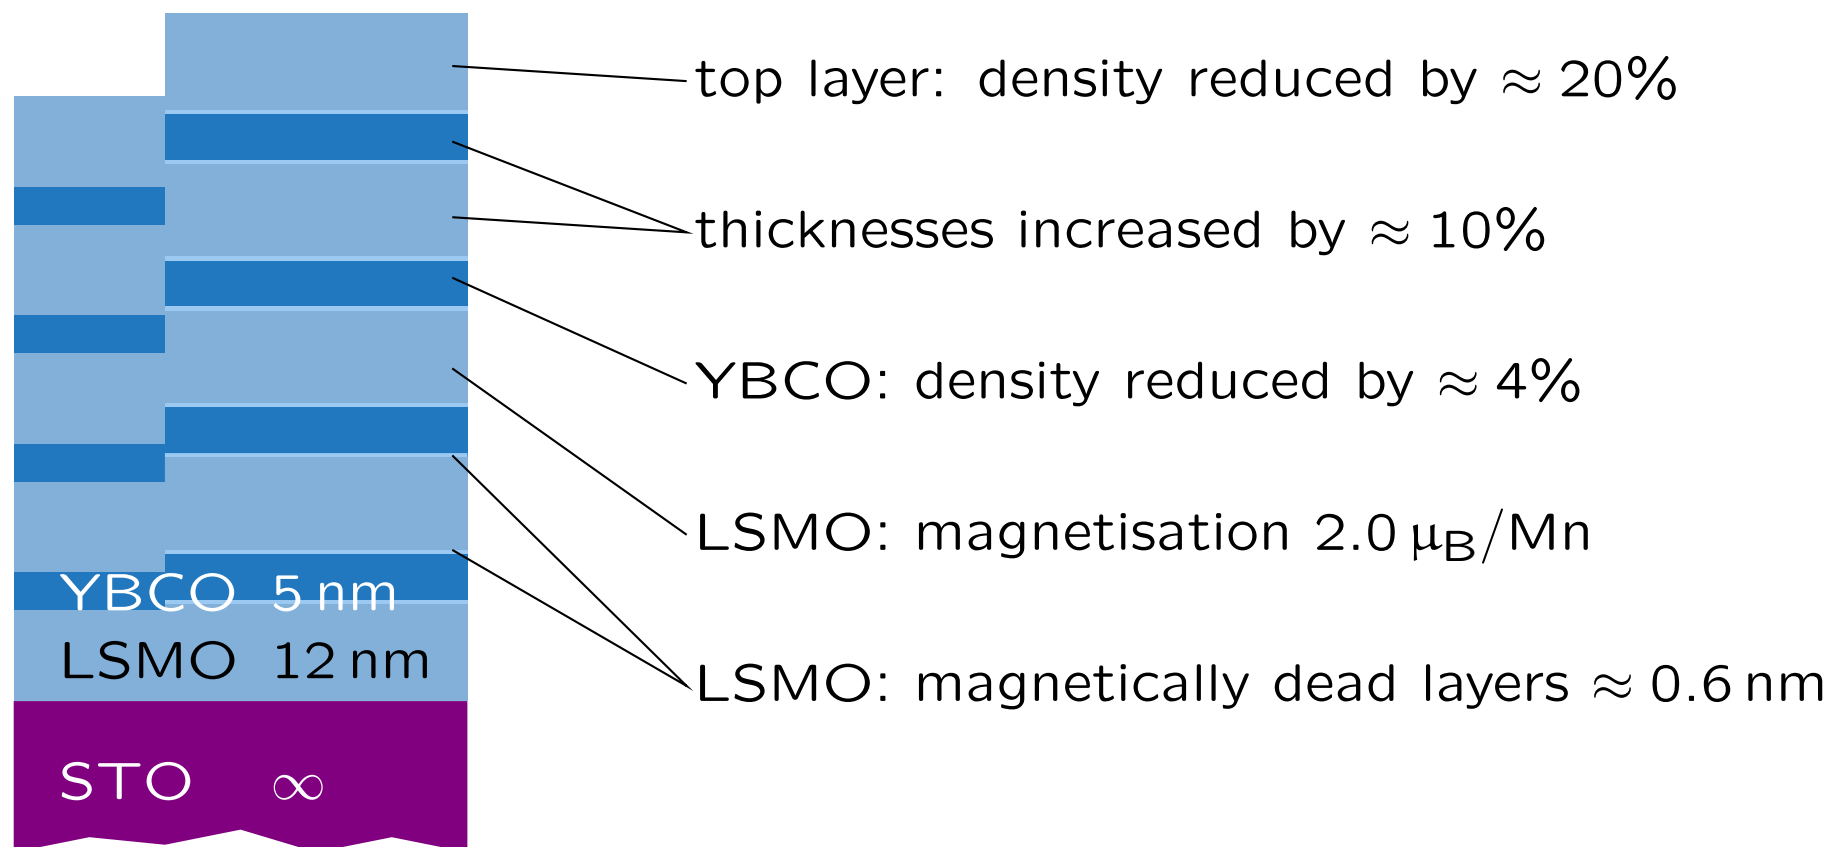 top layer: density reduced by ≈ 20%
thicknesses increased by ≈ 10%
YBCO: density reduced by ≈ 4%
LSMO: magnetisation 2.0 μB/Mn
YBCO 5 nm
LSMO 12 nm
LSMO: magnetically dead layers ≈ 0.6 nm
STO ∞